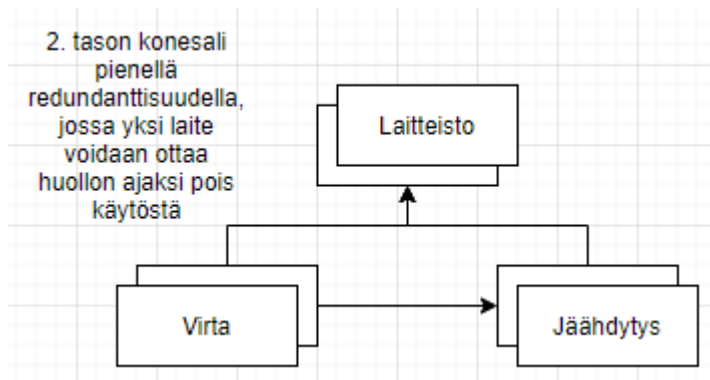 2. tason konesali
pienellä
redundanttisuudella,
jossa yksi laite
voidaan ottaa
huollon ajaksi pois
käytöstä
Laitteisto
Virta
Jäähdytys